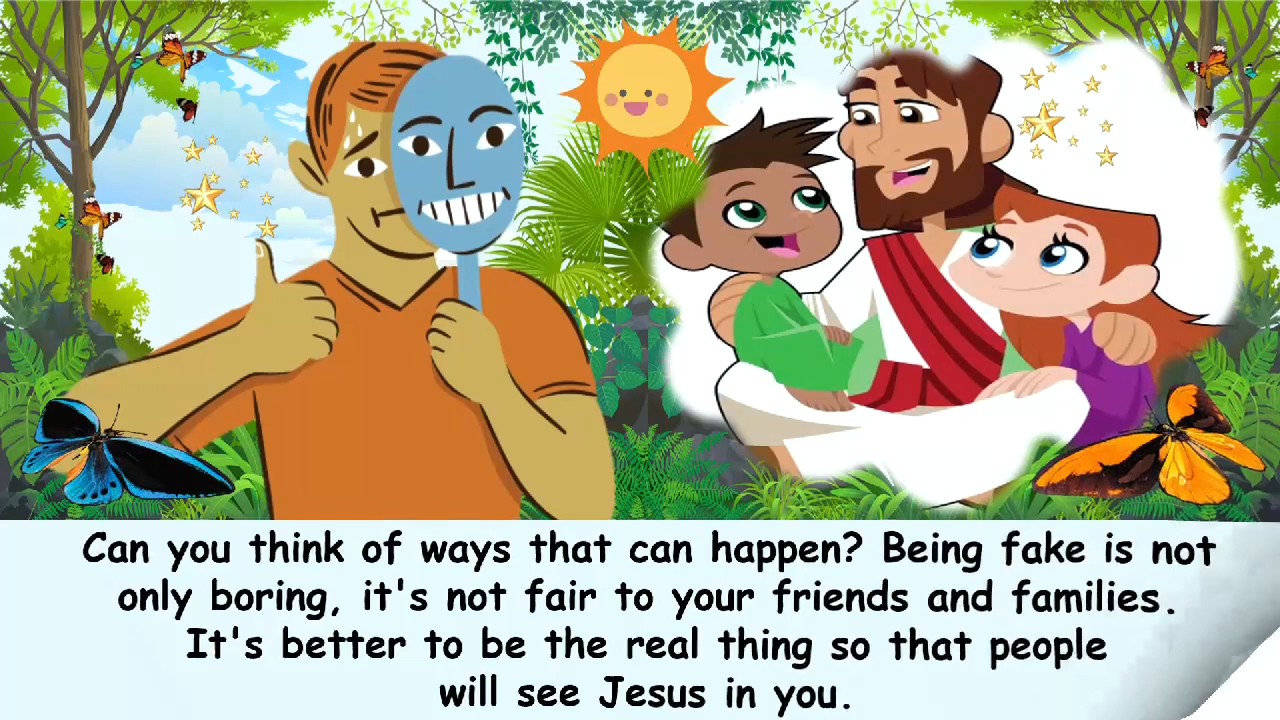 Can you think of ways that can happen? Being fake is not
only boring, it's not fair to your friends and families.
It's better to be the real thing so that people
will see Jesus in you.